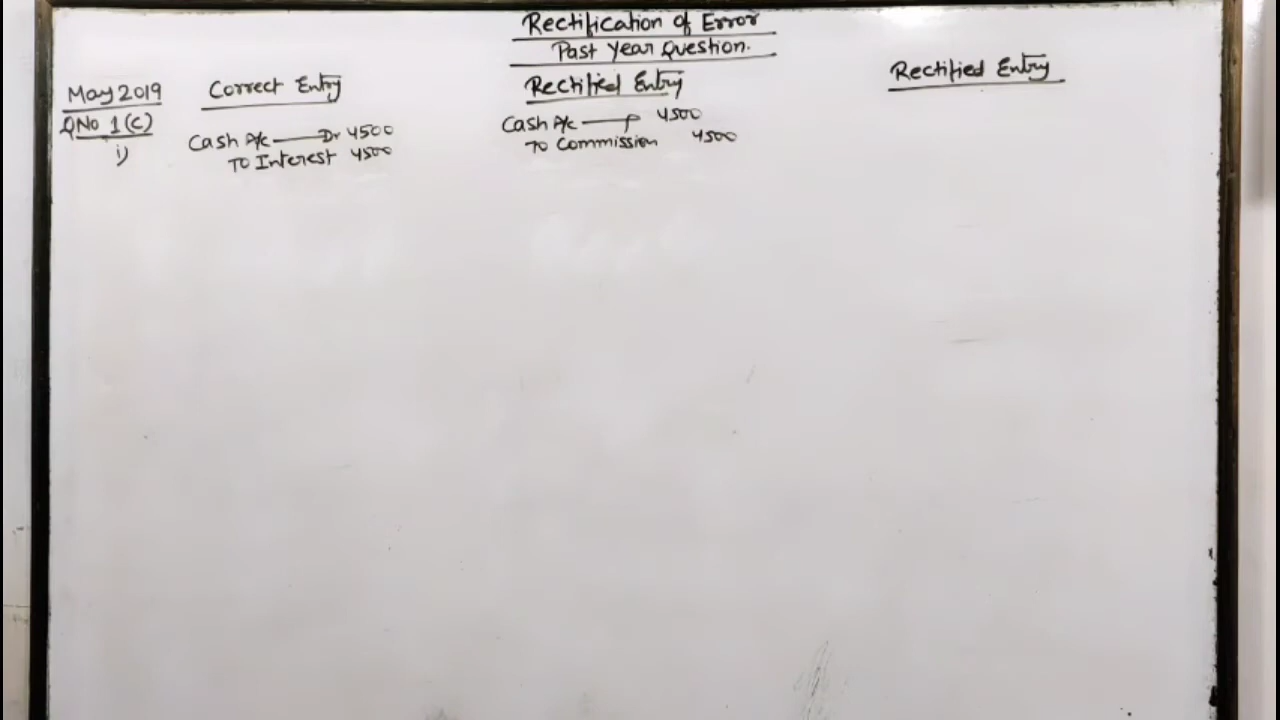 Rectification of Error
Past Year Question.
May 2019
QNo 1(c)
i)
Correct Entry
Cash A/c —— Dr 4500
To Interest 4500
Rectified Entry
Cash A/c —— 4500
To Commission 4500
Rectified Entry